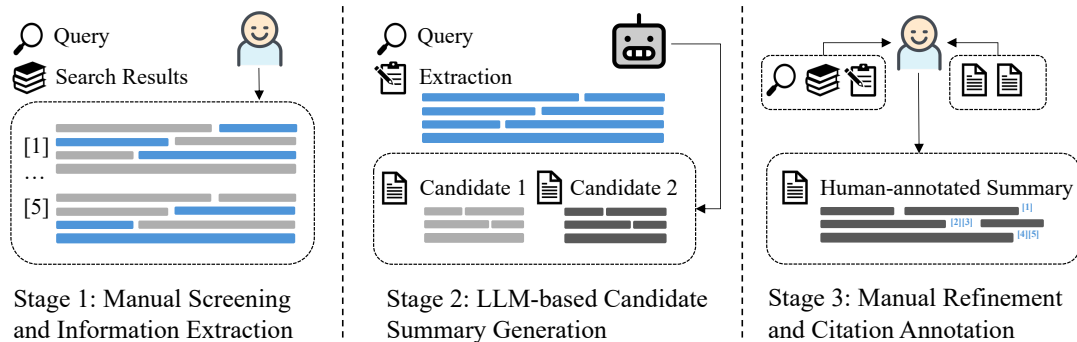 Query
Search Results
[1]
...
[5]
Stage 1: Manual Screening
and Information Extraction
Query
Extraction
Candidate 1
Candidate 2
Stage 2: LLM-based Candidate
Summary Generation
Human-annotated Summary
[1]
[2][3]
[4][5]
Stage 3: Manual Refinement
and Citation Annotation